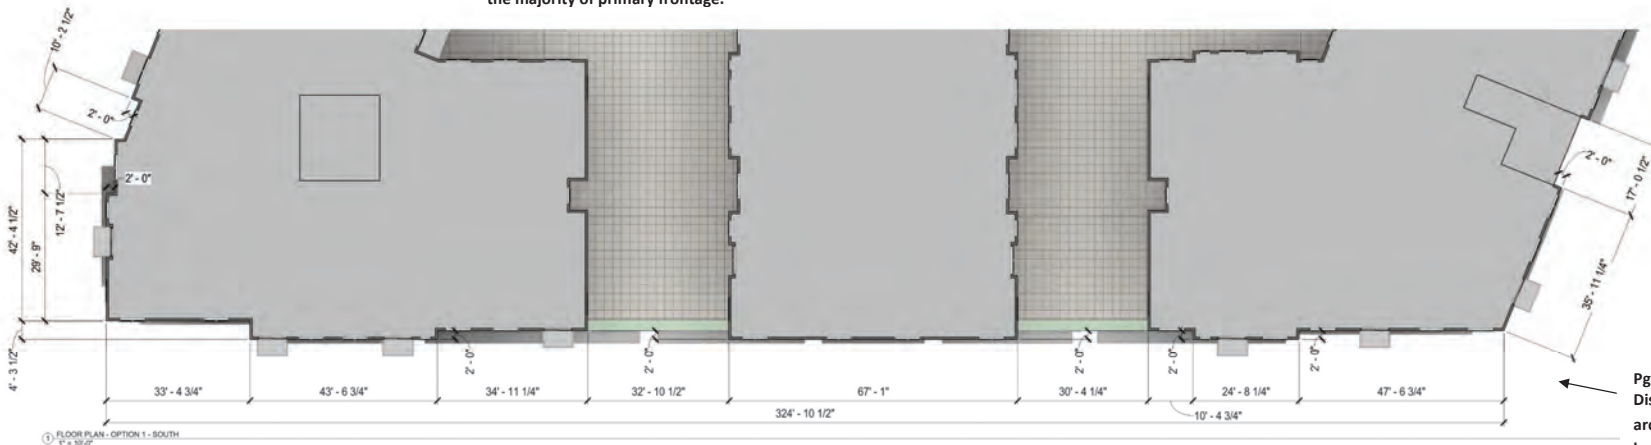 the majority of primary frontage.
10' - 2 1/2"
2' - 0"
2' - 0"
42' - 4 1/2"
12' - 7 1/2"
29' - 9"
4' - 3 1/2"
2' - 0"
2' - 0"
2' - 0"
2' - 0"
2' - 0"
2' - 0"
17' - 0 1/2"
35' - 11 1/4"
33' - 4 3/4"
43' - 6 3/4"
34' - 11 1/4"
32' - 10 1/2"
67' - 1"
30' - 4 1/4"
24' - 8 1/4"
47' - 6 3/4"
324' - 10 1/2"
10' - 4 3/4"
Pg
Dis
are
1 FLOOR PLAN - OPTION 1 - SOUTH
1" = 10'-0"